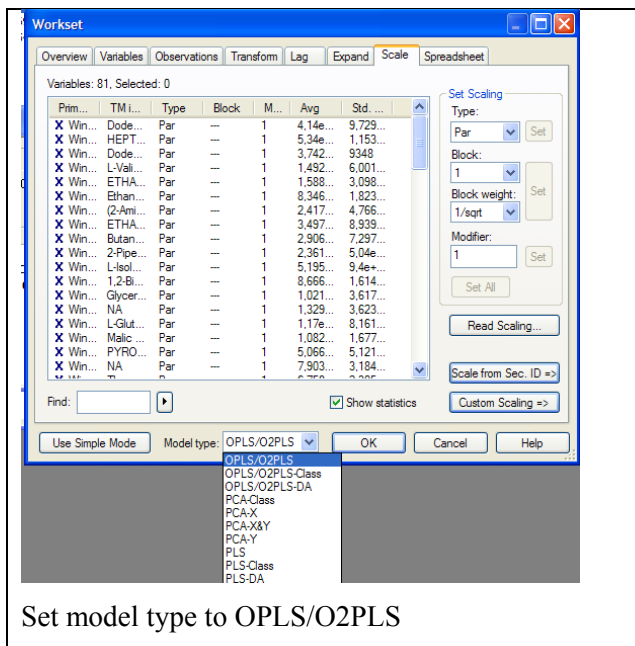 Workset
Overview Variables Observations Transform Lag Expand Scale Spreadsheet
Variables: 81, Selected: 0
Prim... TM i... Type Block M... Avg Std. ...
X Win... Dode... Par --- 1 4,14e... 9,729...
X Win... HEPT... Par --- 1 5,34e... 1,153...
X Win... Dode... Par --- 1 3,742... 9348
X Win... L-Vali... Par --- 1 1,492... 6,001...
X Win... ETHA... Par --- 1 1,588... 3,098...
X Win... Ethan... Par --- 1 8,346... 1,823...
X Win... (2-Ami... Par --- 1 2,417... 4,766...
X Win... ETHA... Par --- 1 3,497... 8,939...
X Win... Butan... Par --- 1 2,906... 7,297...
X Win... 2-Pipe... Par --- 1 2,361... 5,04e...
X Win... L-Isol... Par --- 1 5,195... 9,4e+...
X Win... 1,2-Bi... Par --- 1 8,666... 1,614...
X Win... Glycer... Par --- 1 1,021... 3,617...
X Win... NA Par --- 1 1,329... 3,623...
X Win... L-Glut... Par --- 1 1,17e... 8,161...
X Win... Malic ... Par --- 1 1,082... 1,677...
X Win... PYRO... Par --- 1 5,066... 5,121...
X Win... NA Par --- 1 7,903... 3,184...
Set Scaling
Type:
Par Set
Block:
1
Block weight: Set
1/sqrt
Modifier:
1 Set
Set All
Read Scaling...
Scale from Sec. ID =>
Find: Show statistics Custom Scaling =>
Use Simple Mode Model type: OPLS/O2PLS OK Cancel Help
OPLS/O2PLS
OPLS/O2PLS-Class
OPLS/O2PLS-DA
PCA-Class
PCA-X
PCA-X&Y
PCA-Y
PLS
PLS-Class
PLS-DA
Set model type to OPLS/O2PLS